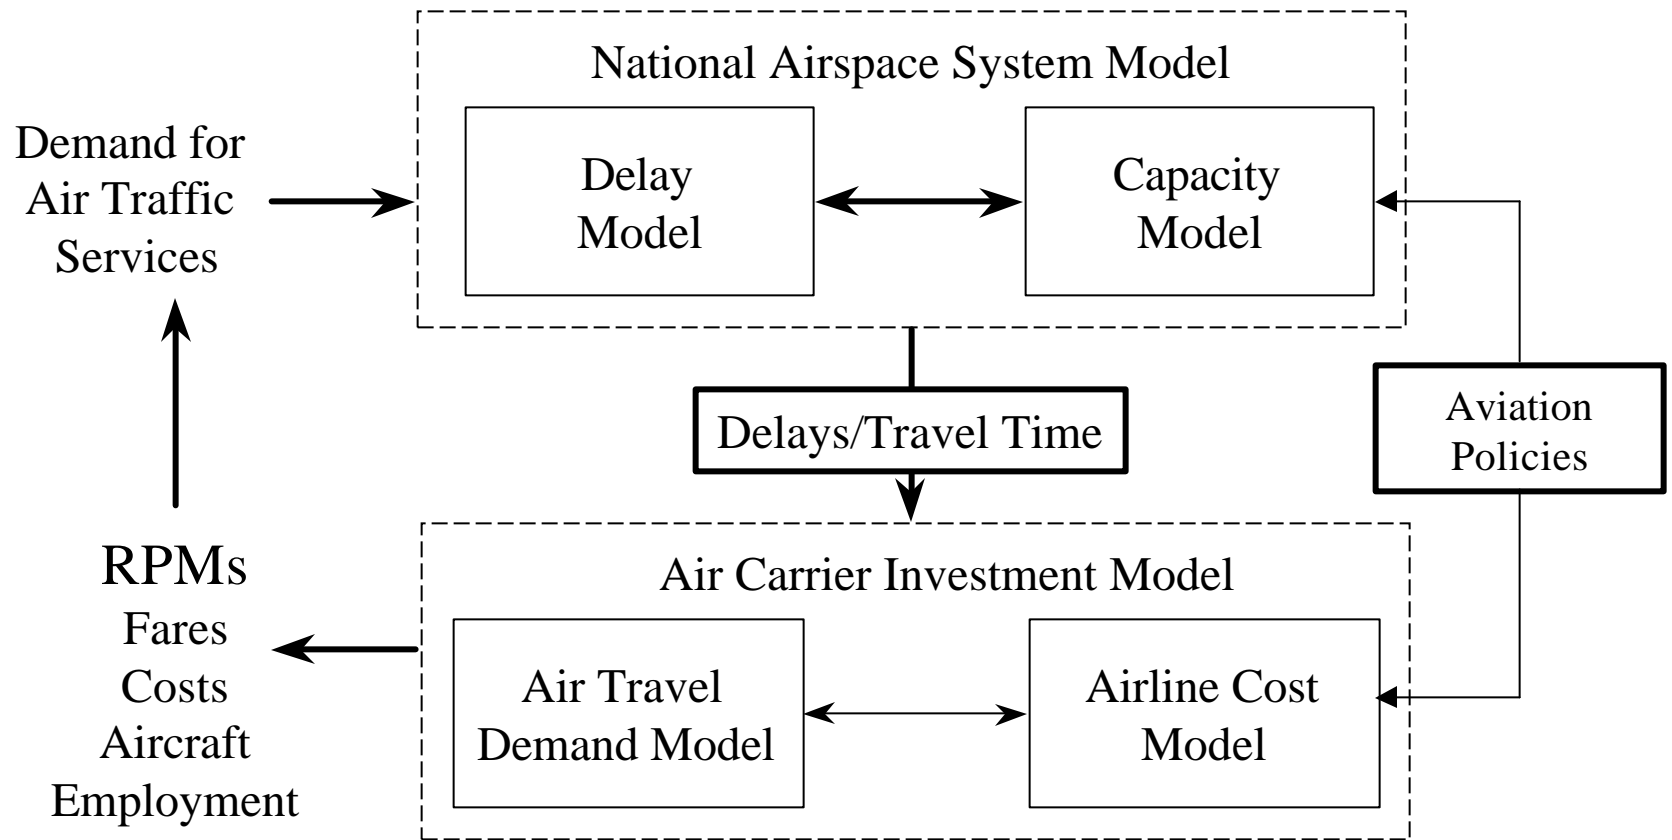 National Airspace System Model
Demand for
Air Traffic
Services
Delay
Model
Capacity
Model
Delays/Travel Time
Aviation
Policies
RPMs
Fares
Costs
Aircraft
Employment
Air Carrier Investment Model
Air Travel
Demand Model
Airline Cost
Model